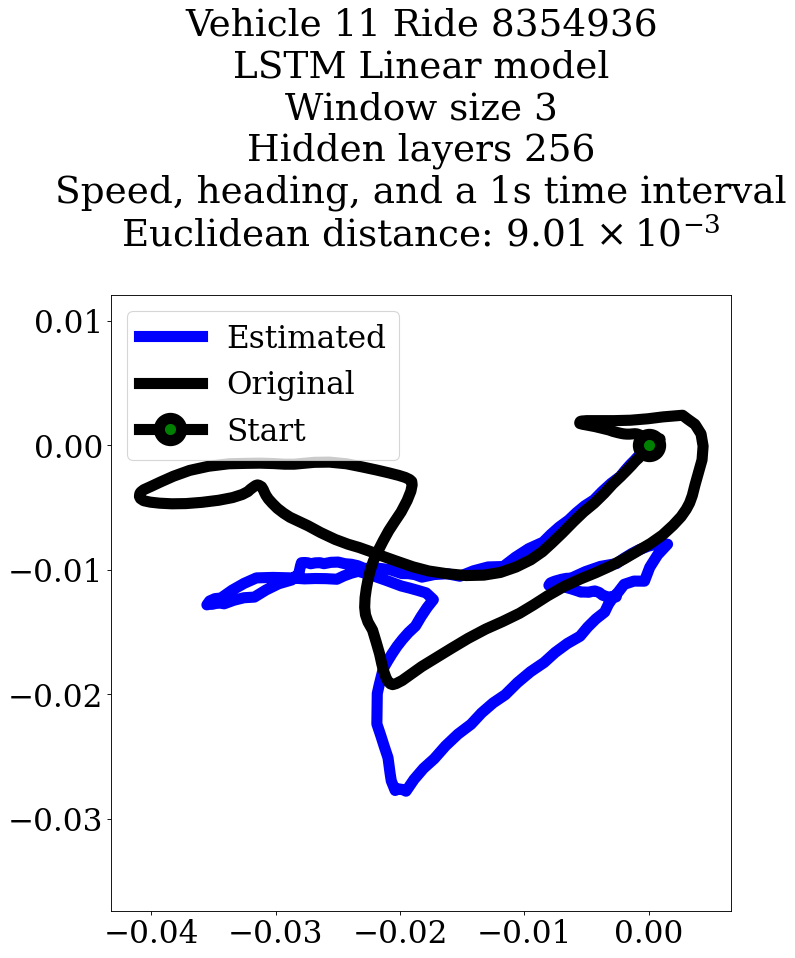 Vehicle 11 Ride 8354936
LSTM Linear model
Window size 3
Hidden layers 256
Speed, heading, and a 1s time interval
Euclidean distance: 9.01 × 10⁻³
Estimated
Original
Start
0.01
0.00
−0.01
−0.02
−0.03
−0.04 −0.03 −0.02 −0.01 0.00